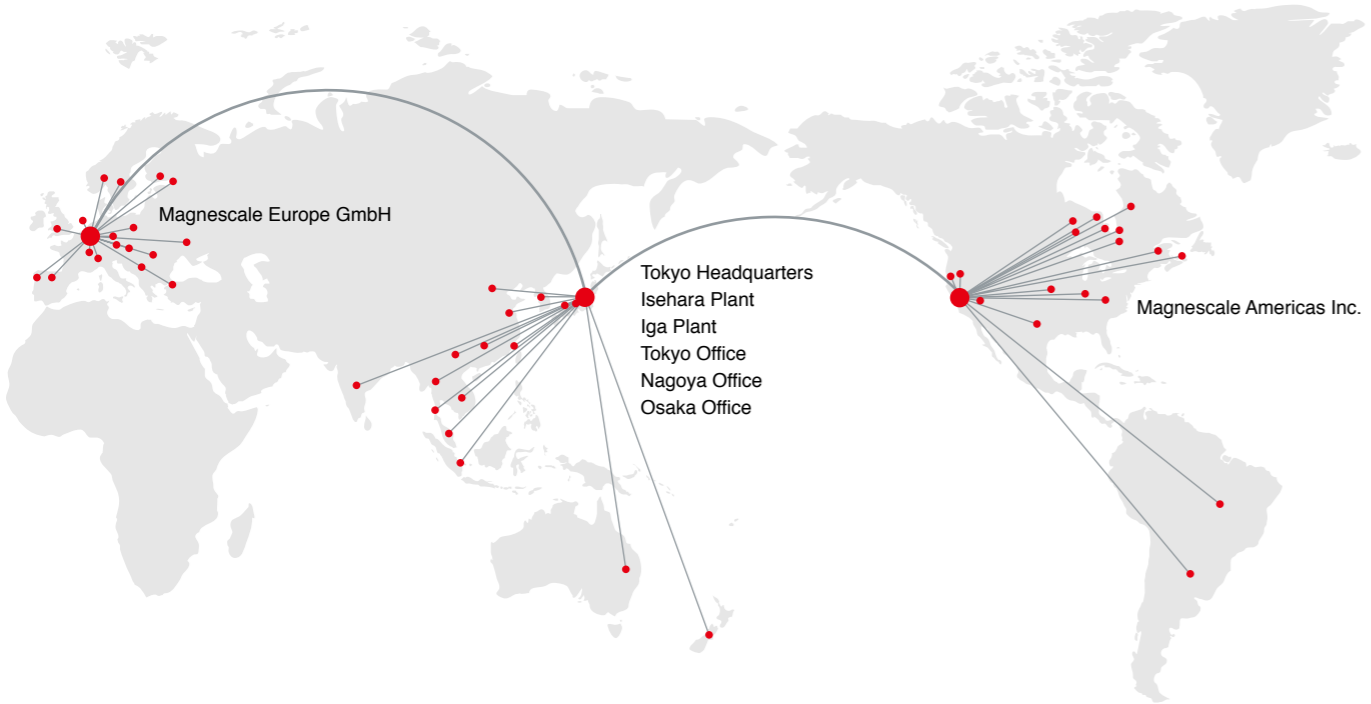 Magnescale Europe GmbH
Tokyo Headquarters
Isehara Plant
Iga Plant
Tokyo Office
Nagoya Office
Osaka Office
Magnescale Americas Inc.